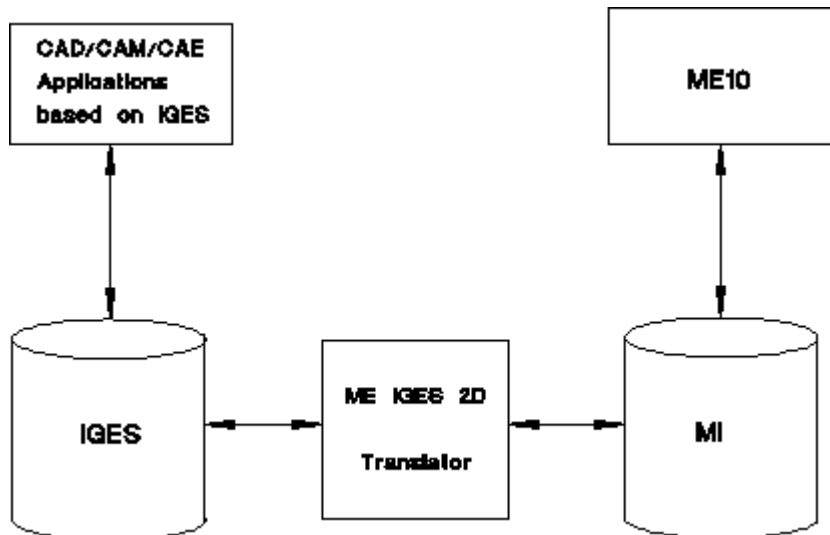 CAD/CAM/CAE
Applications
based on IGES
ME10
IGES
ME IGES 2D
Translator
MI